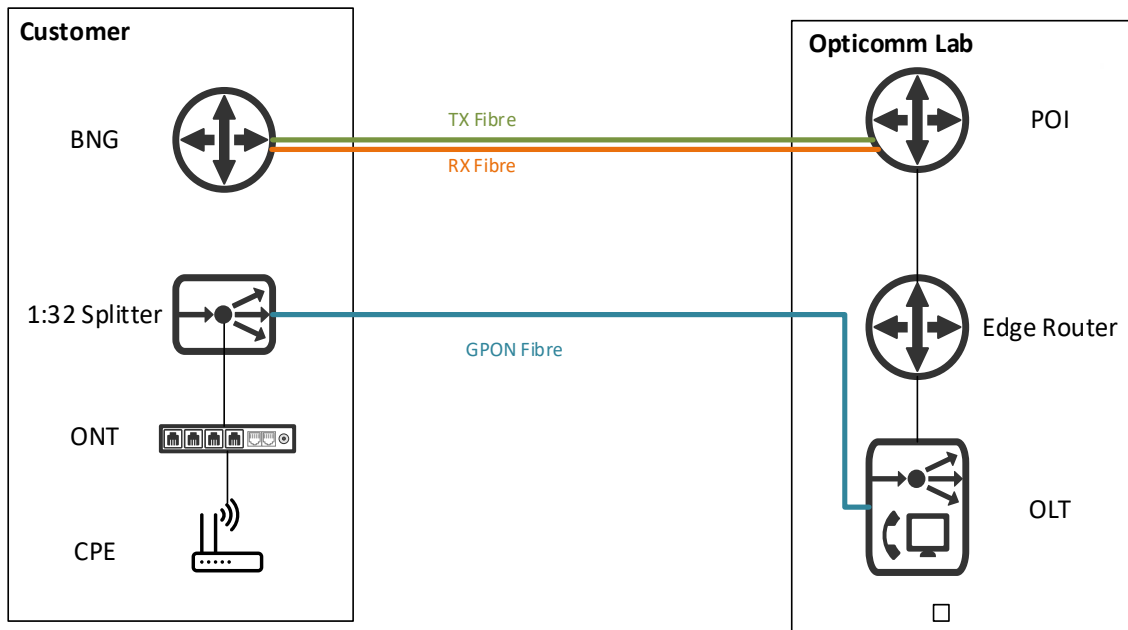 Customer
BNG
1:32 Splitter
ONT
CPE
TX Fibre
RX Fibre
GPON Fibre
Opticomm Lab
POI
Edge Router
OLT